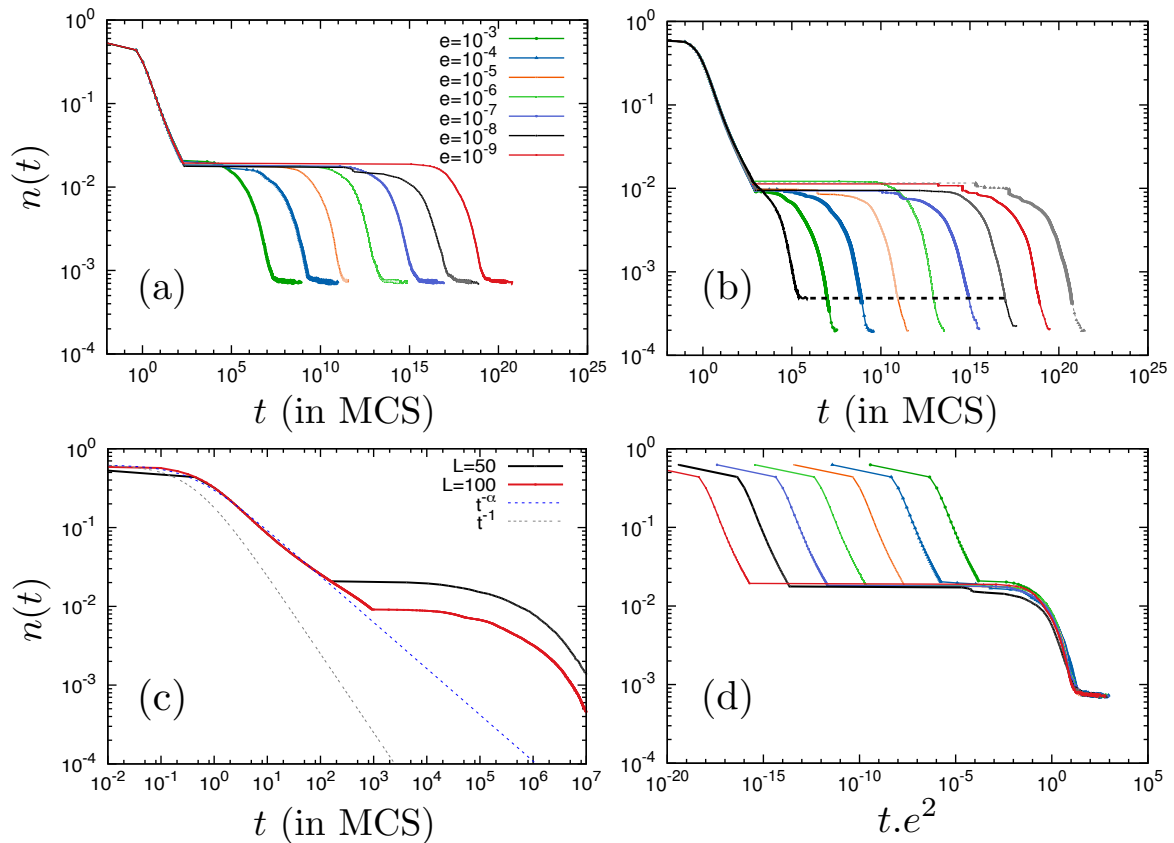 (a)
n(t)
10^0
10^-1
10^-2
10^-3
10^-4
10^0 10^5 10^10 10^15 10^20 10^25
t (in MCS)
e=10^-3
e=10^-4
e=10^-5
e=10^-6
e=10^-7
e=10^-8
e=10^-9
(b)
10^0
10^-1
10^-2
10^-3
10^-4
10^0 10^5 10^10 10^15 10^20 10^25
t (in MCS)
(c)
n(t)
10^0
10^-1
10^-2
10^-3
10^-4
10^-2 10^-1 10^0 10^1 10^2 10^3 10^4 10^5 10^6 10^7
t (in MCS)
L=50
L=100
t^-α
t^-1
(d)
10^0
10^-1
10^-2
10^-3
10^-4
10^-20 10^-15 10^-10 10^-5 10^0 10^5
t.e^2